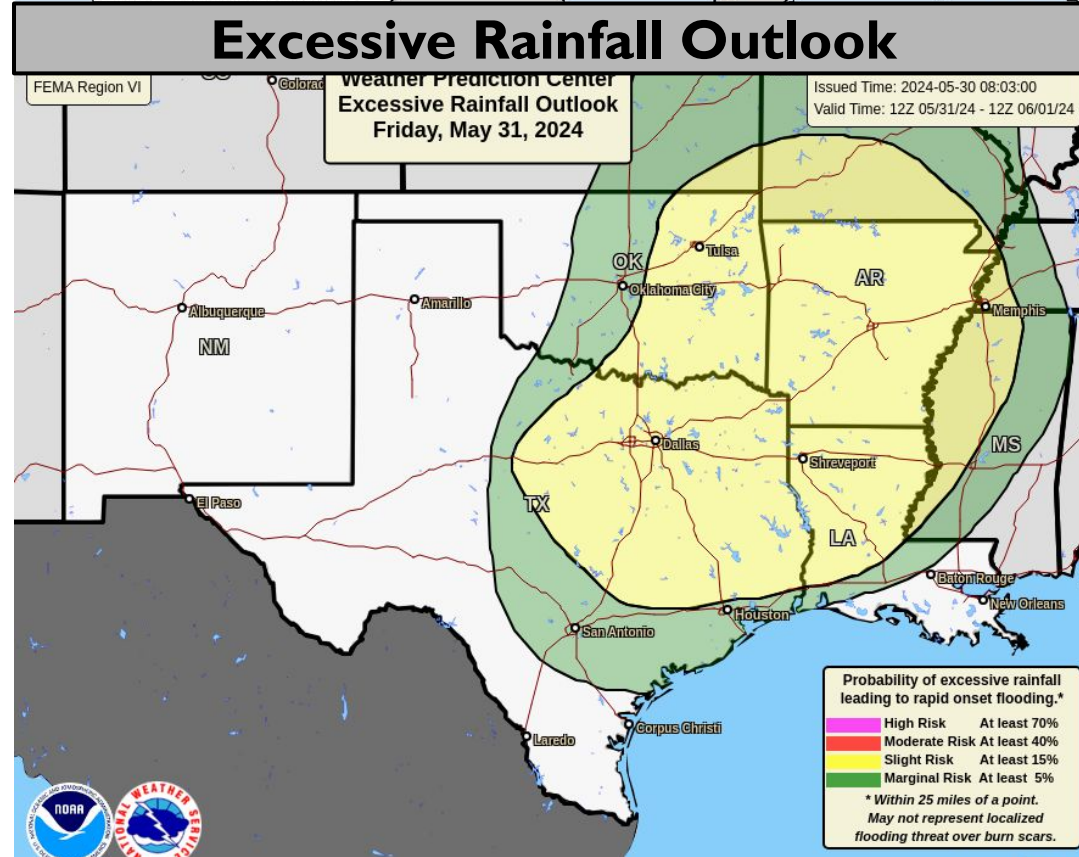 Excessive Rainfall Outlook
FEMA Region VI
Weather Prediction Center
Excessive Rainfall Outlook
Friday, May 31, 2024
Issued Time: 2024-05-30 08:03:00
Valid Time: 12Z 05/31/24 - 12Z 06/01/24
Colorad
Tulsa
OK
AR
Oklahoma City
Albuquerque
Amarillo
Memphis
NM
Dallas
MS
Shreveport
El Paso
TX
LA
Baton Rouge
New Orleans
Houston
San Antonio
Corpus Christi
Laredo
Probability of excessive rainfall
leading to rapid onset flooding.*
High Risk At least 70%
Moderate Risk At least 40%
Slight Risk At least 15%
Marginal Risk At least 5%
* Within 25 miles of a point.
May not represent localized
flooding threat over burn scars.
NOAA
NATIONAL WEATHER SERVICE